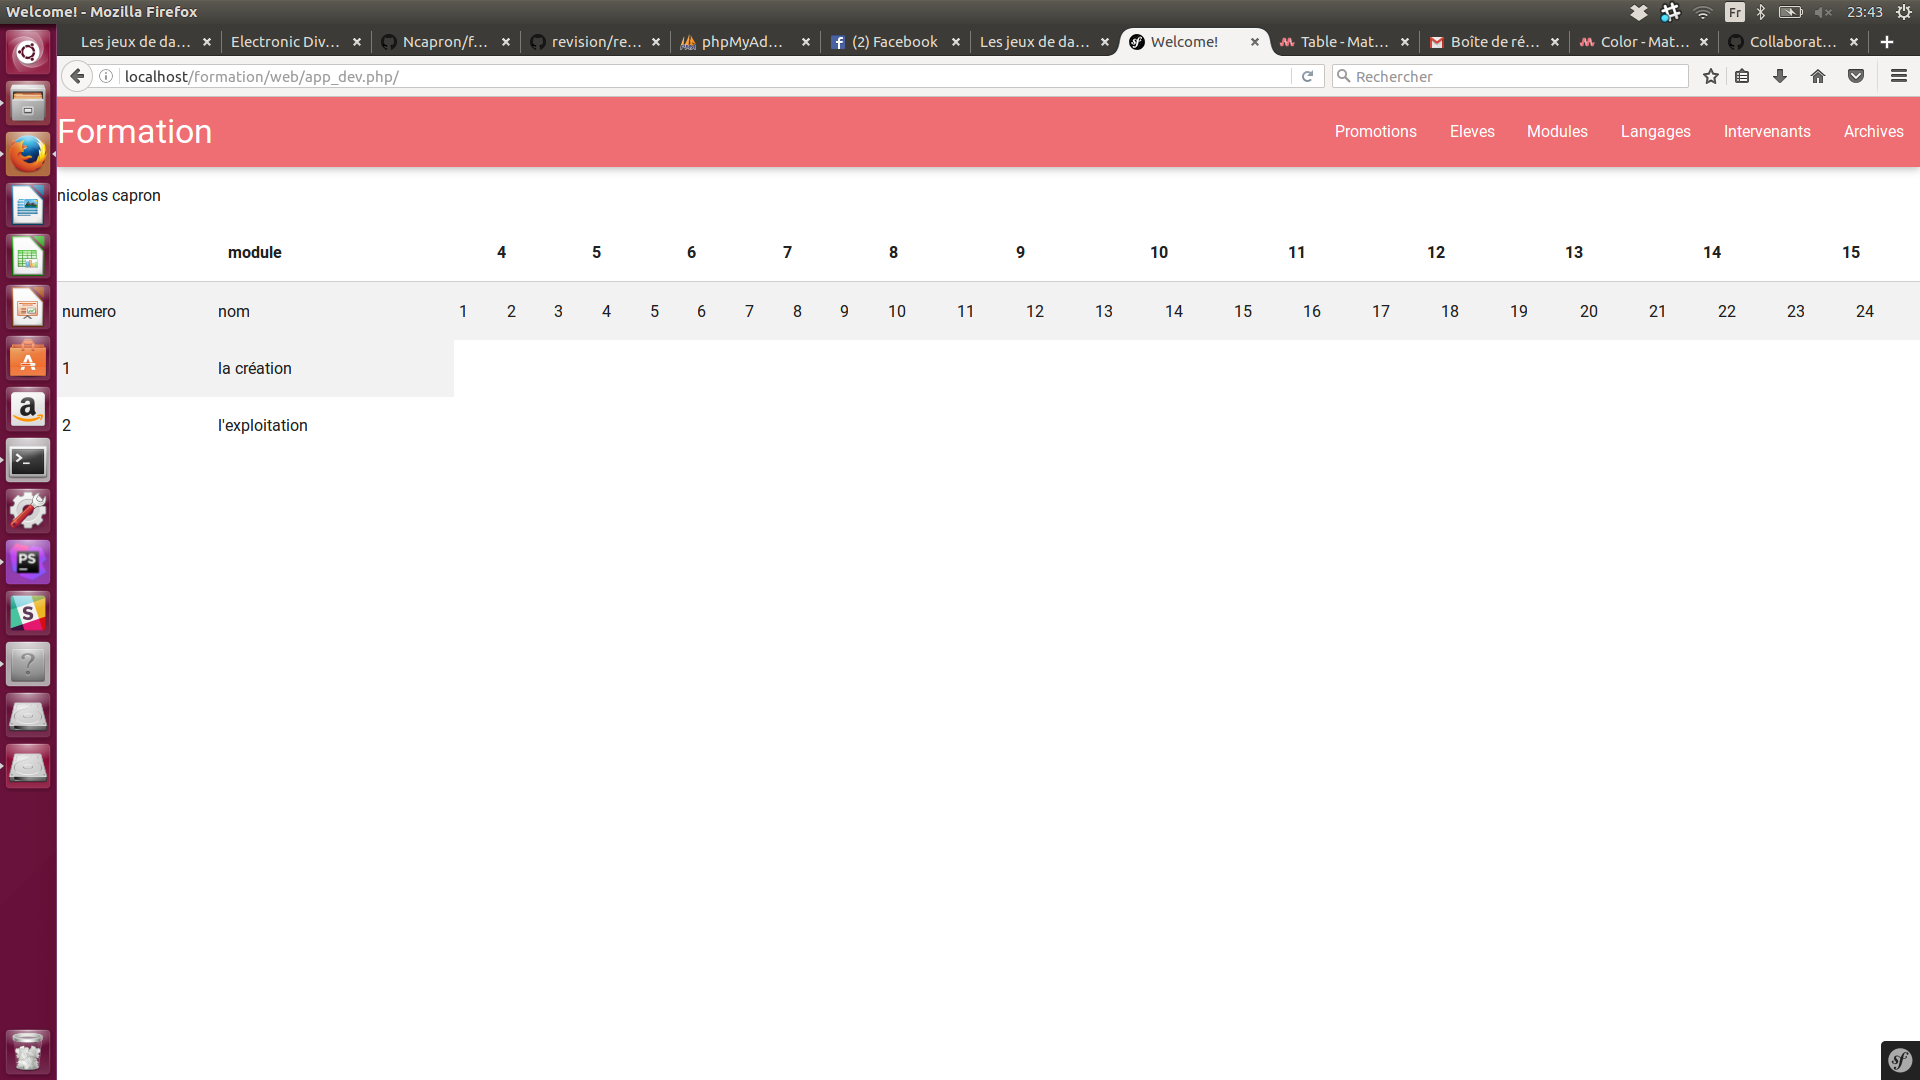 Welcome! - Mozilla Firefox
Fr
23:43
Les jeux de da...
Electronic Div...
Ncapron/f...
revision/re...
phpMyAd...
(2) Facebook
Les jeux de da...
Welcome!
Table - Mat...
Boîte de ré...
Color - Mat...
Collaborat...
localhost/formation/web/app_dev.php/
Rechercher
Formation
Promotions Eleves Modules Langages Intervenants Archives
nicolas capron
module 4 5 6 7 8 9 10 11 12 13 14 15
numero nom 1 2 3 4 5 6 7 8 9 10 11 12 13 14 15 16 17 18 19 20 21 22 23 24
1 la création
2 l'exploitation